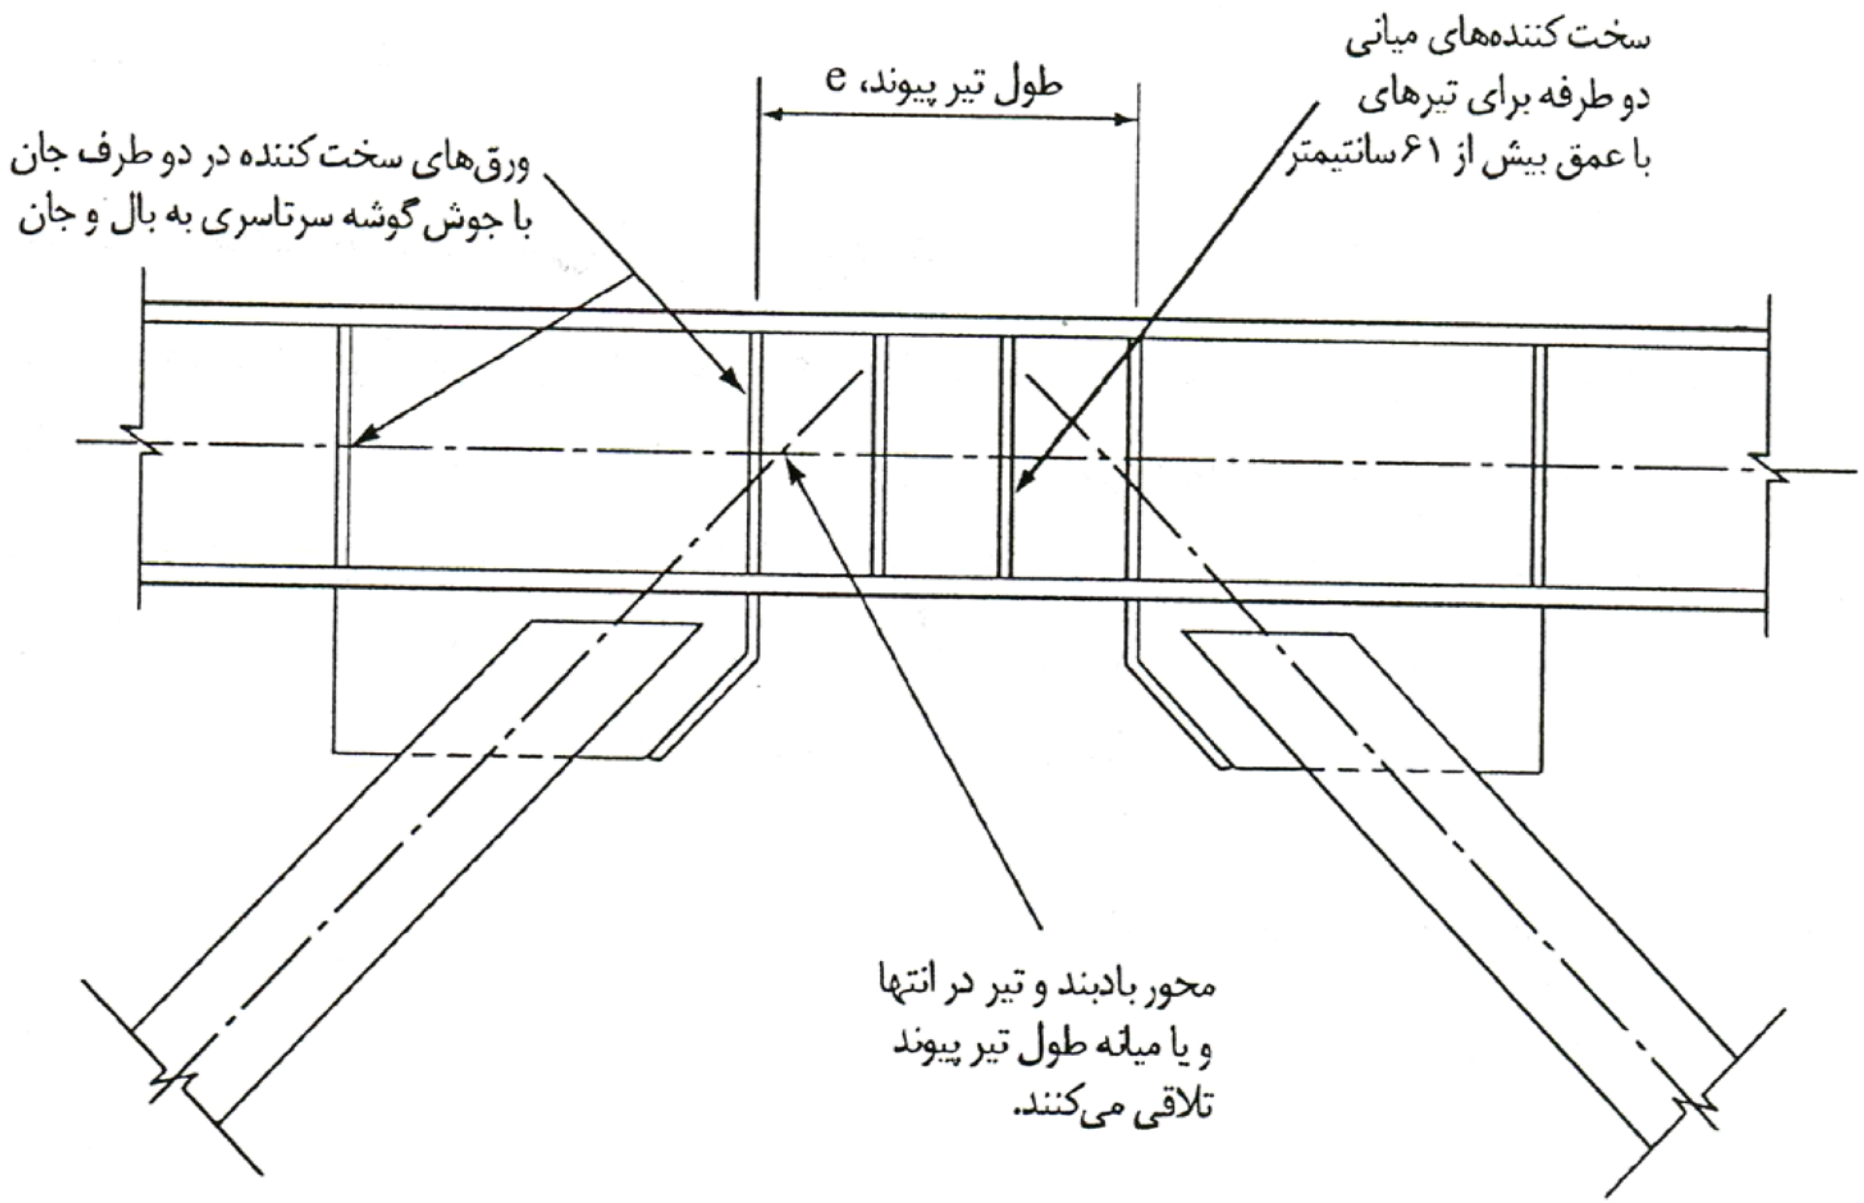 سخت‌کننده‌های میانی
دو طرفه برای تیرهای
با عمق بیش از ۶۱ سانتیمتر
طول تیر پیوند، e
ورق‌های سخت‌کننده در دو طرف جان
با جوش گوشه سرتاسری به بال و جان
محور بادبند و تیر در انتها
و یا میانه طول تیر پیوند
تلاقی می‌کنند.